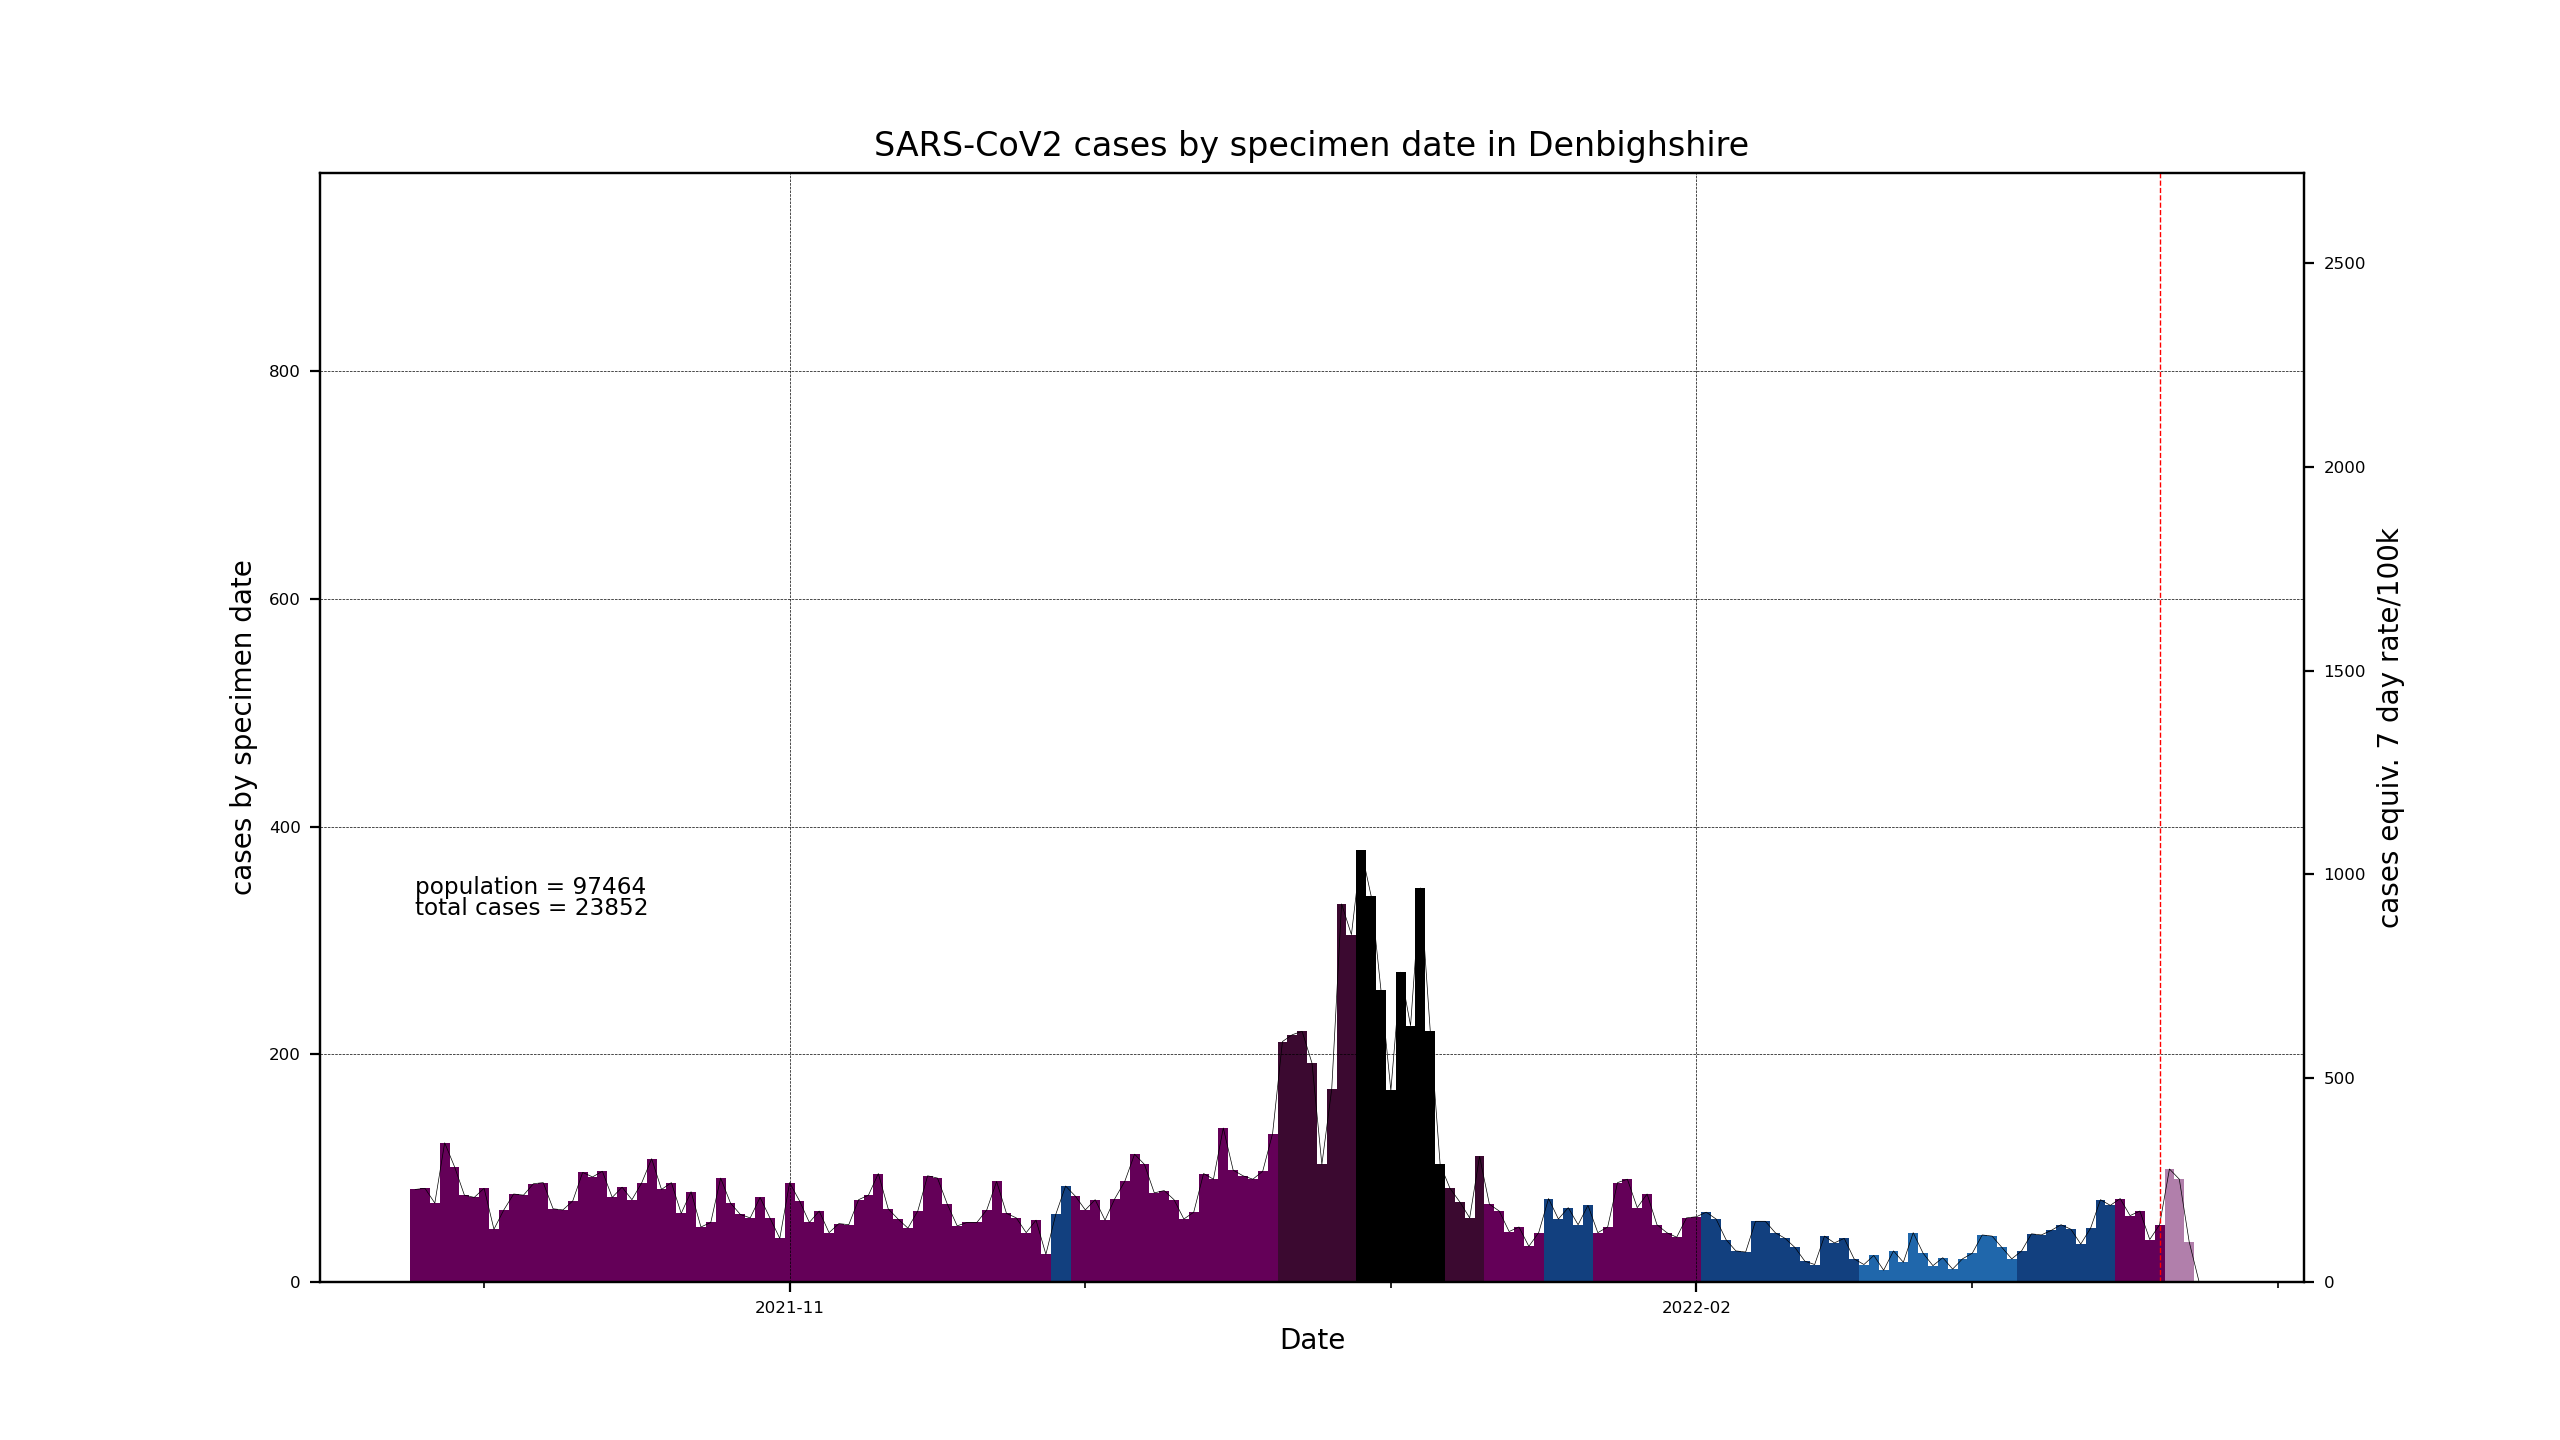 SARS-CoV2 cases by specimen date in Denbighshire
cases by specimen date
800
600
400
200
0
population = 97464
total cases = 23852
2500
2000
1500
1000
500
0
cases equiv. 7 day rate/100k
2021-11
2022-02
Date